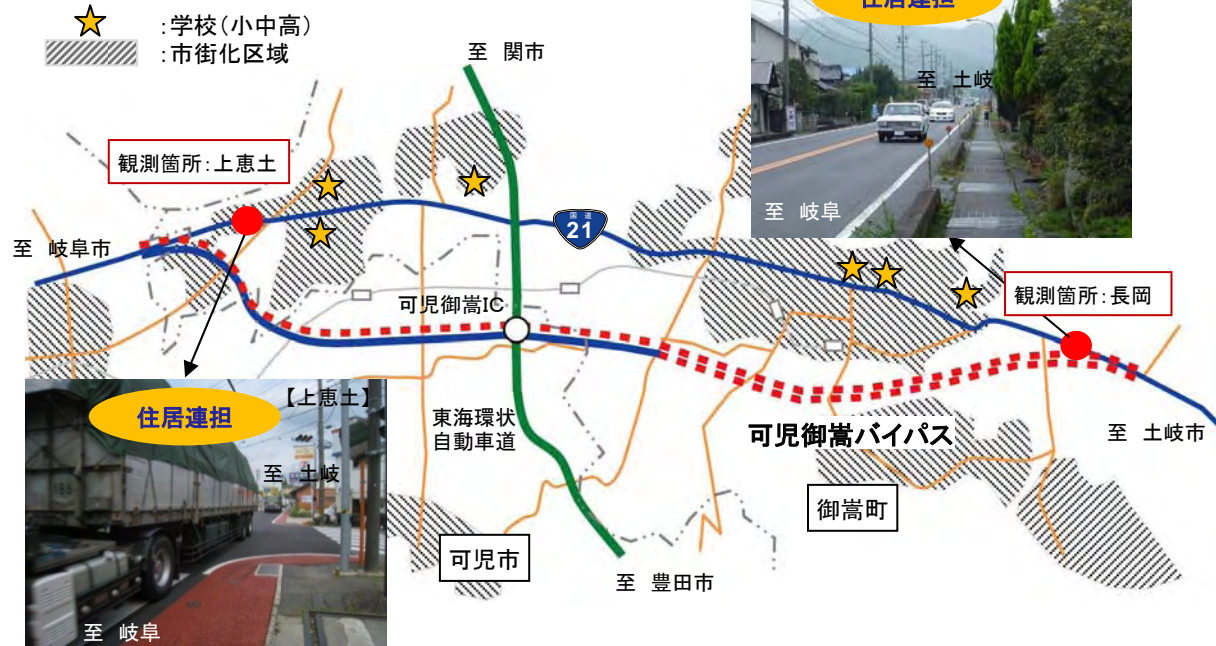 :学校(小中高)
:市街化区域
至 関市
住居連担
至 土岐
至 岐阜
観測箇所:上恵土
国道
21
至 岐阜市
可児御嵩IC
観測箇所:長岡
【上恵土】
住居連担
至 土岐
至 岐阜
東海環状
自動車道
可児御嵩バイパス
至 土岐市
御嵩町
可児市
至 豊田市